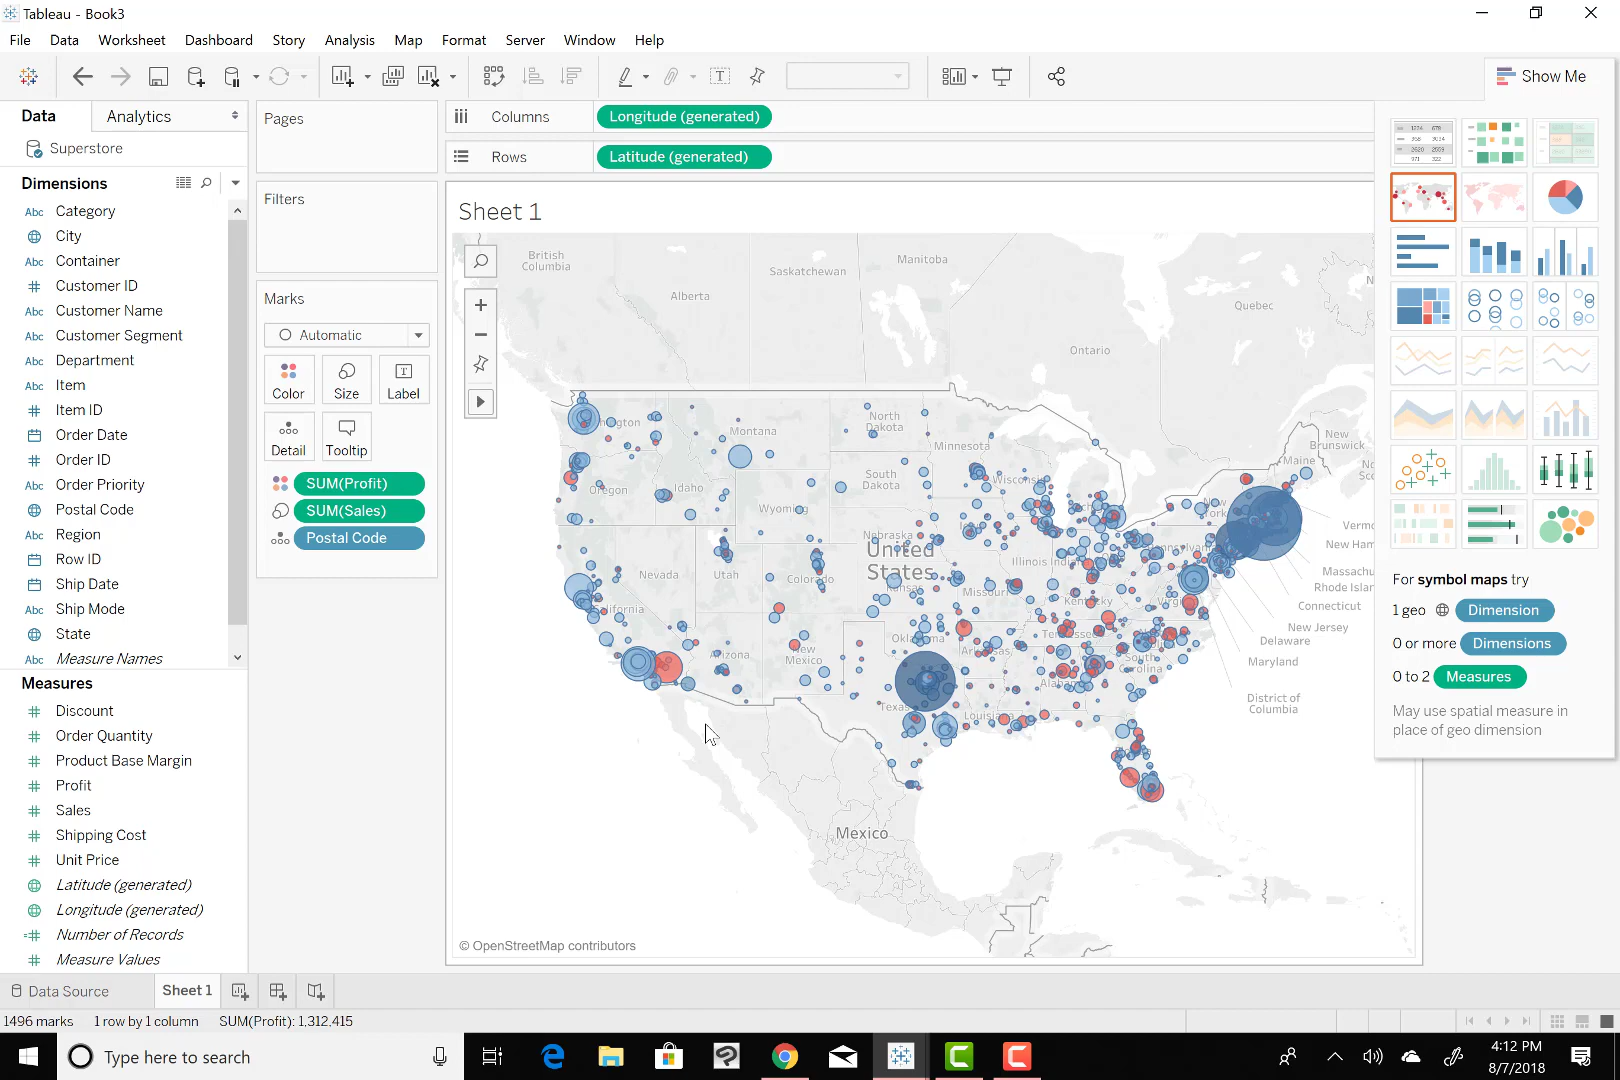 Tableau - Book3
File Data Worksheet Dashboard Story Analysis Map Format Server Window Help
Show Me
Data
Analytics
Superstore
Dimensions
Category
City
Container
Customer ID
Customer Name
Customer Segment
Department
Item
Item ID
Order Date
Order ID
Order Priority
Postal Code
Region
Row ID
Ship Date
Ship Mode
State
Measure Names
Measures
Discount
Order Quantity
Product Base Margin
Profit
Sales
Shipping Cost
Unit Price
Latitude (generated)
Longitude (generated)
Number of Records
Measure Values
Pages
Filters
Marks
Automatic
Color Size Label
Detail Tooltip
SUM(Profit)
SUM(Sales)
Postal Code
Columns
Longitude (generated)
Rows
Latitude (generated)
Sheet 1
British
Columbia
Alberta
Saskatchewan
Manitoba
Ontario
Quebec
New
Brunswick
Maine
Montana
North
Dakota
Minnesota
South
Dakota
Oregon
Idaho
Wyoming
Nebraska
United
States
Nevada
Utah
Colorado
Illinois
New
Mexico
Arizona
Texas
Mexico
Verm
New Ham
Massachu
Rhode Island
Connecticut
New Jersey
Delaware
Maryland
District of
Columbia
South
Carolina
© OpenStreetMap contributors
For symbol maps try
1 geo Dimension
0 or more Dimensions
0 to 2 Measures
May use spatial measure in
place of geo dimension
Data Source
Sheet 1
1496 marks 1 row by 1 column SUM(Profit): 1,312,415
Type here to search
4:12 PM
8/7/2018